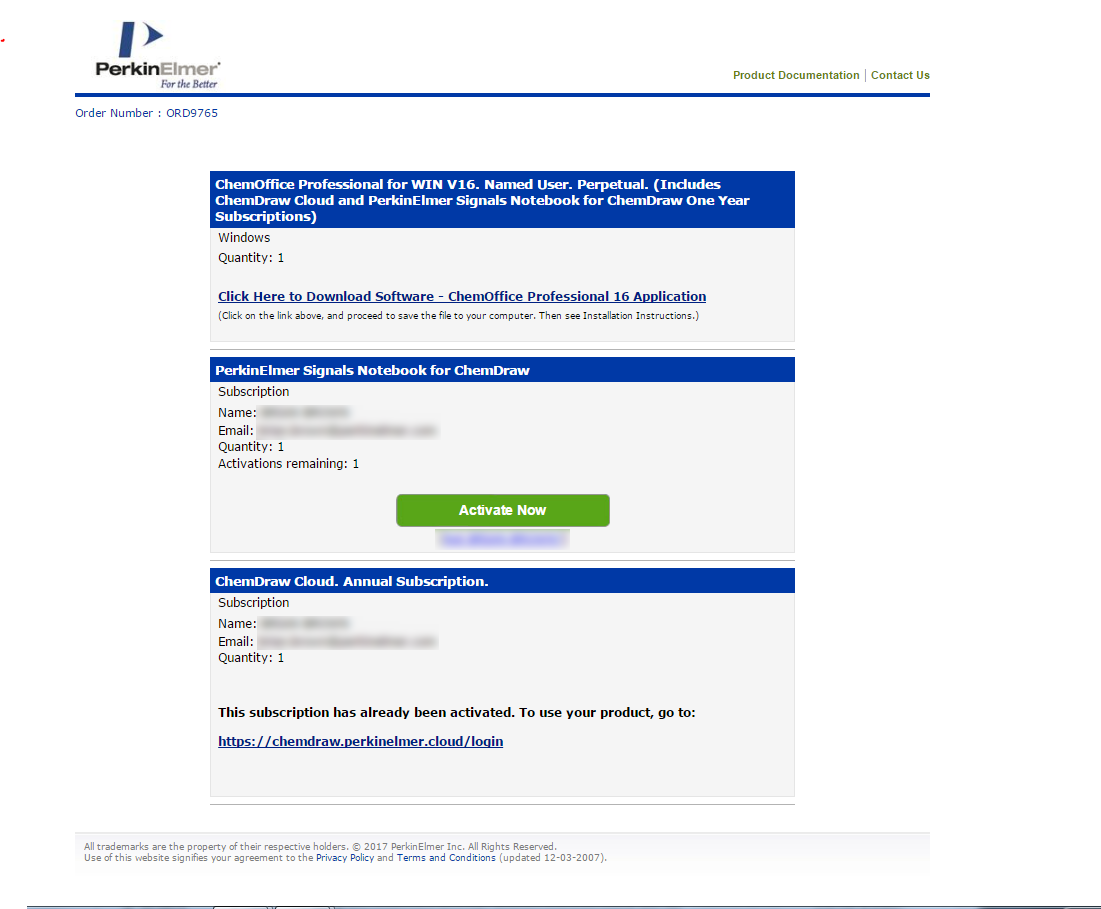 PerkinElmer
For the Better
Product Documentation | Contact Us
Order Number : ORD9765
ChemOffice Professional for WIN V16. Named User. Perpetual. (Includes
ChemDraw Cloud and PerkinElmer Signals Notebook for ChemDraw One Year
Subscriptions)
Windows
Quantity: 1
Click Here to Download Software - ChemOffice Professional 16 Application
(Click on the link above, and proceed to save the file to your computer. Then see Installation Instructions.)
PerkinElmer Signals Notebook for ChemDraw
Subscription
Name:
Email:
Quantity: 1
Activations remaining: 1
Activate Now
ChemDraw Cloud. Annual Subscription.
Subscription
Name:
Email:
Quantity: 1
This subscription has already been activated. To use your product, go to:
https://chemdraw.perkinelmer.cloud/login
All trademarks are the property of their respective holders. © 2017 PerkinElmer Inc. All Rights Reserved.
Use of this website signifies your agreement to the Privacy Policy and Terms and Conditions (updated 12-03-2007).